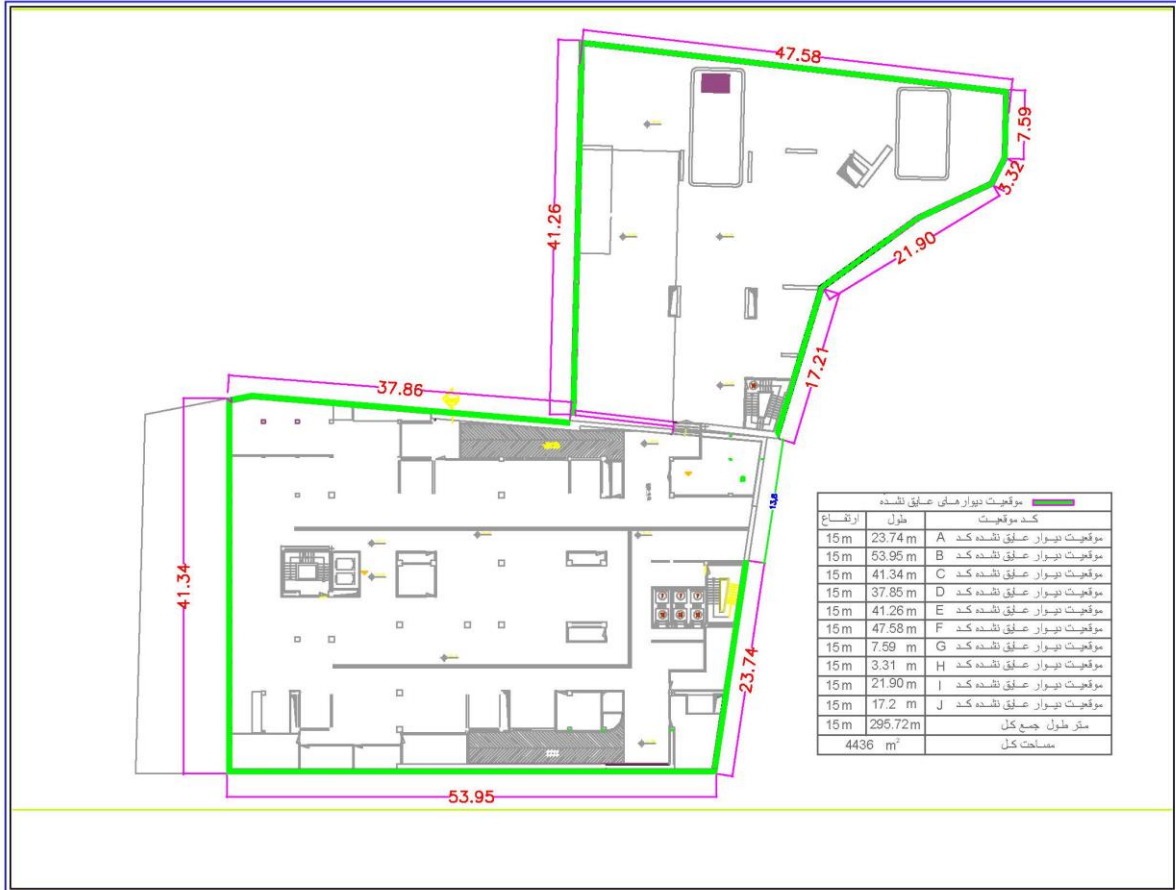 47.58
7.59
3.32
41.26
21.90
17.21
37.86
13.8
41.34
23.74
53.95
موقعیت دیوارهای عایق نشده
کد موقعیت طول ارتفاع
موقعیت دیوار عایق نشده کد A 23.74 m 15m
موقعیت دیوار عایق نشده کد B 53.95 m 15m
موقعیت دیوار عایق نشده کد C 41.34 m 15m
موقعیت دیوار عایق نشده کد D 37.85 m 15m
موقعیت دیوار عایق نشده کد E 41.26 m 15m
موقعیت دیوار عایق نشده کد F 47.58 m 15m
موقعیت دیوار عایق نشده کد G 7.59 m 15m
موقعیت دیوار عایق نشده کد H 3.31 m 15m
موقعیت دیوار عایق نشده کد I 21.90 m 15m
موقعیت دیوار عایق نشده کد J 17.2 m 15m
متر طول جمع کل 295.72m 15m
مساحت کل 4436 m²